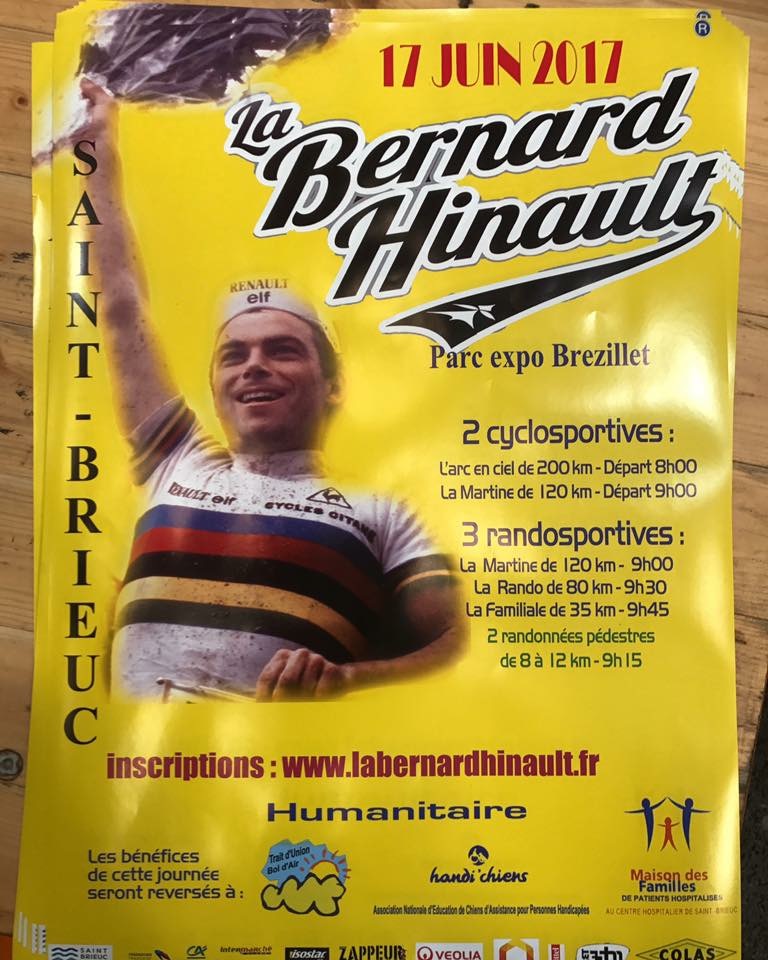 17 JUIN 2017
La
Bernard
Hinault
SAINT-BRIEUC
RENAULT
elf
Parc expo Brezillet
2 cyclosportives :
L'arc en ciel de 200 km - Départ 8h00
La Martine de 120 km - Départ 9h00
RENAULT elf
CYCLES GITANE
3 randosportives :
La Martine de 120 km - 9h00
La Rando de 80 km - 9h30
La Familiale de 35 km - 9h45
2 randonnées pédestres
de 8 à 12 km - 9h15
inscriptions : www.labernardhinault.fr
Humanitaire
Les bénéfices
de cette journée
seront reversés à :
Trait d'Union
Bol d'Air
handi'chiens
Association Nationale d'Education de Chiens d'Assistance pour Personnes Handicapées
Maison des
Familles
DE PATIENTS HOSPITALISES
AU CENTRE HOSPITALIER DE SAINT-BRIEUC
SAINT
BRIEUC
CA
intermarché
isostar
ZAPPEUR
VEOLIA
COLAS